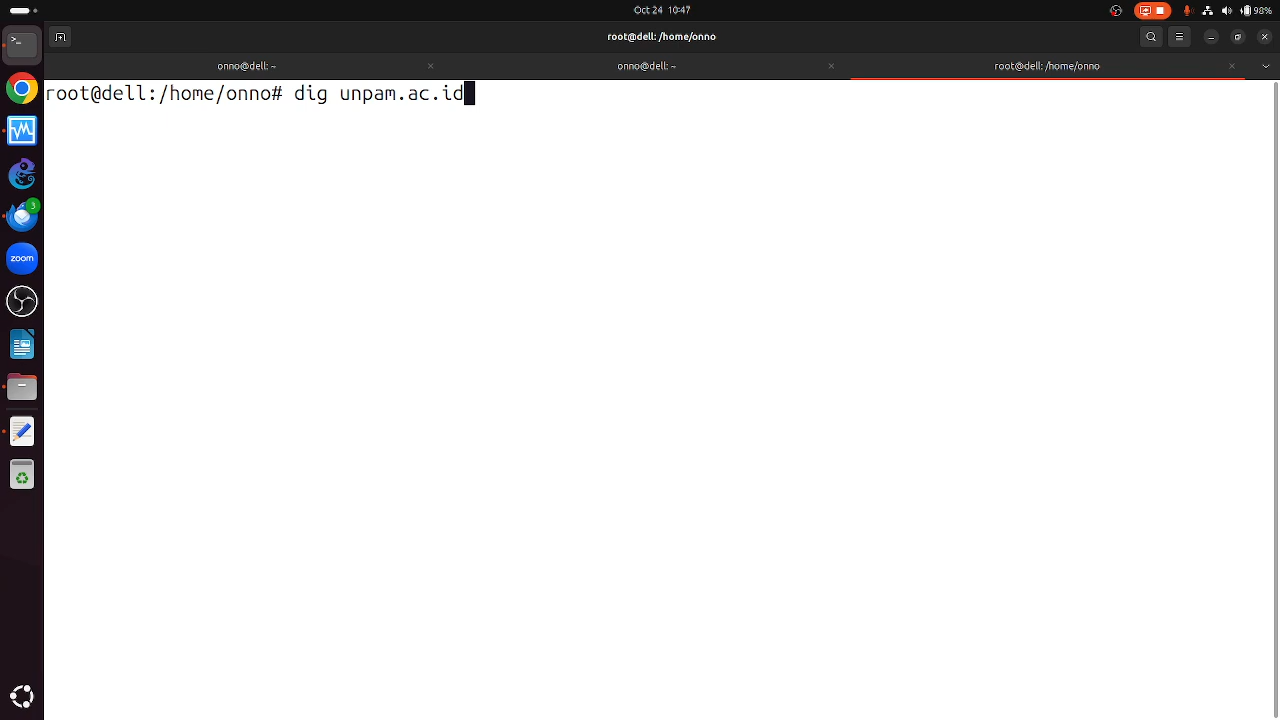 Oct 24 10:47
98%
root@dell: /home/onno
onno@dell: ~
onno@dell: ~
root@dell: /home/onno
root@dell:/home/onno# dig unpam.ac.id
3
zoom